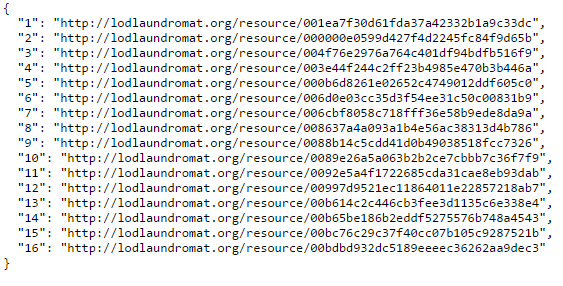 {
"1": "http://lodlaundromat.org/resource/001ea7f30d61fda37a42332b1a9c33dc",
"2": "http://lodlaundromat.org/resource/000000e0599d427f4d2245fc84f9d65b",
"3": "http://lodlaundromat.org/resource/004f76e2976a764c401df94bdfb516f9",
"4": "http://lodlaundromat.org/resource/003e44f244c2ff23b4985e470b3b446a",
"5": "http://lodlaundromat.org/resource/000b6d8261e02652c4749012ddf605c0",
"6": "http://lodlaundromat.org/resource/006d0e03cc35d3f54ee31c50c00831b9",
"7": "http://lodlaundromat.org/resource/006cbf8058c718fff36e58b9ede8da9a",
"8": "http://lodlaundromat.org/resource/008637a4a093a1b4e56ac38313d4b786",
"9": "http://lodlaundromat.org/resource/0088b14c5cdd41d0b49038518fcc7326",
"10": "http://lodlaundromat.org/resource/0089e26a5a063b2b2ce7cbbb7c36f7f9",
"11": "http://lodlaundromat.org/resource/0092e5a4f1722685cda31cae8eb93dab",
"12": "http://lodlaundromat.org/resource/00997d9521ec11864011e22857218ab7",
"13": "http://lodlaundromat.org/resource/00b614c2c446cb3fee3d1135c6e338e4",
"14": "http://lodlaundromat.org/resource/00b65be186b2eddf5275576b748a4543",
"15": "http://lodlaundromat.org/resource/00bc76c29c37f40cc07b105c9287521b",
"16": "http://lodlaundromat.org/resource/00bdbd932dc5189eeeec36262aa9dec3"
}